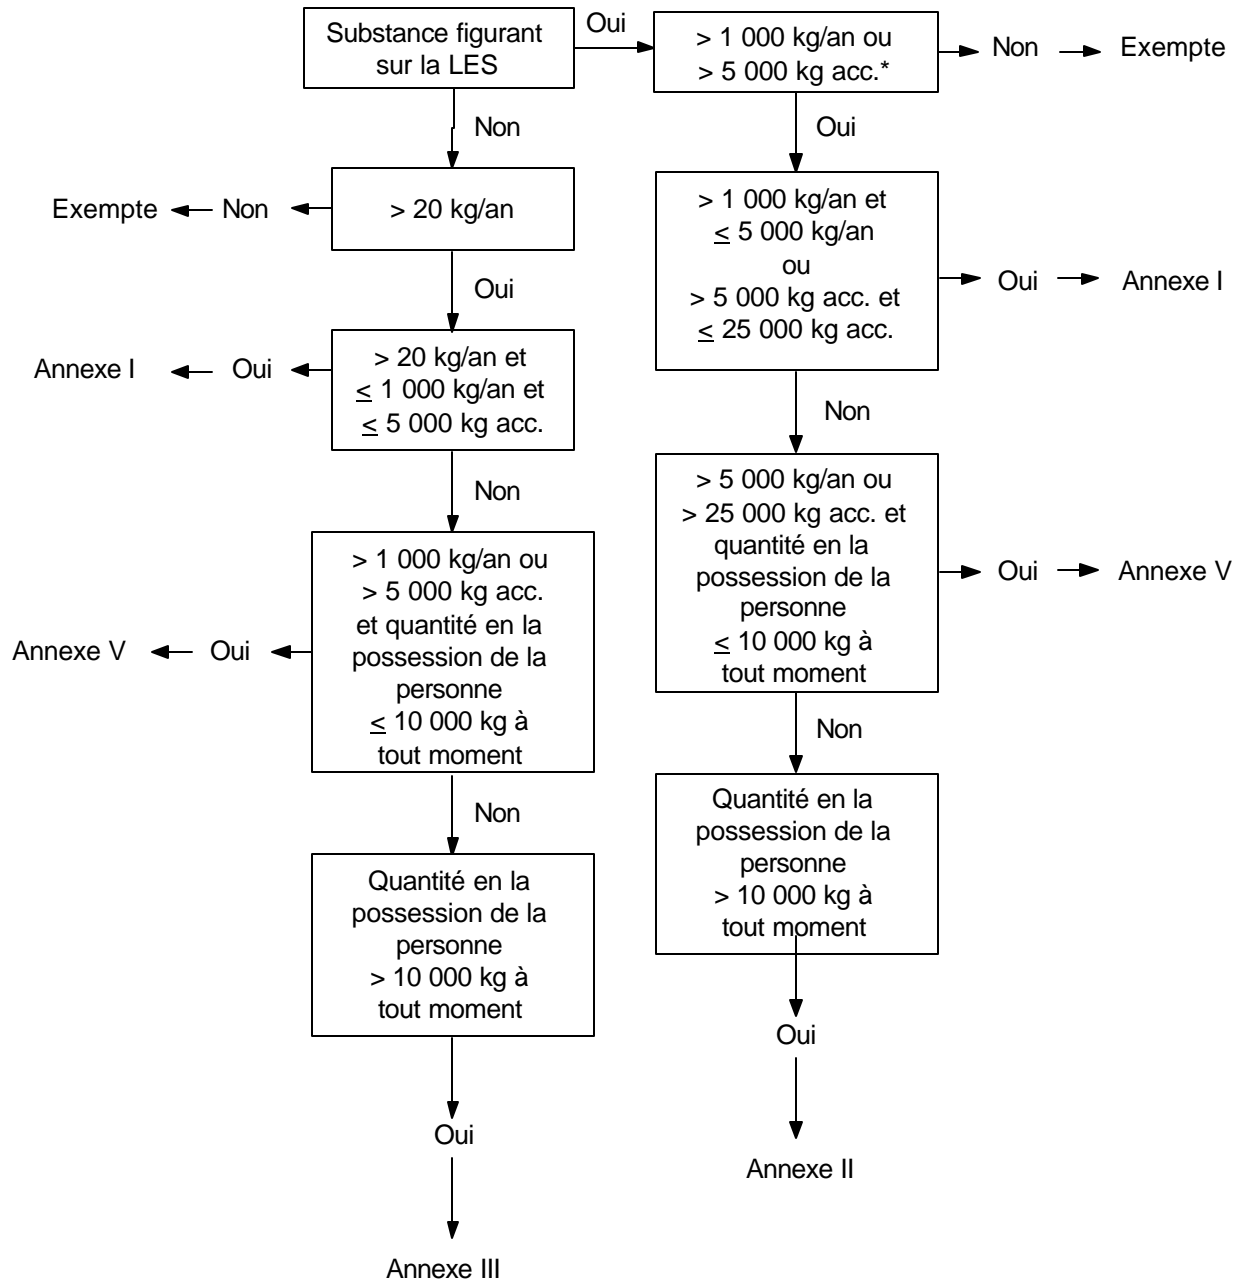 Substance figurant
sur la LES
Oui
> 1 000 kg/an ou
> 5 000 kg acc.*
Non
Exempte
Non
Oui
> 20 kg/an
Non
Exempte
> 1 000 kg/an et
≤ 5 000 kg/an
ou
> 5 000 kg acc. et
≤ 25 000 kg acc.
Oui
Annexe I
Oui
> 20 kg/an et
≤ 1 000 kg/an et
≤ 5 000 kg acc.
Oui
Annexe I
Non
Non
> 5 000 kg/an ou
> 25 000 kg acc. et
quantité en la
possession de la
personne
≤ 10 000 kg à
tout moment
Oui
Annexe V
> 1 000 kg/an ou
> 5 000 kg acc.
et quantité en la
possession de la
personne
≤ 10 000 kg à
tout moment
Oui
Annexe V
Non
Non
Quantité en la
possession de la
personne
> 10 000 kg à
tout moment
Quantité en la
possession de la
personne
> 10 000 kg à
tout moment
Oui
Annexe II
Oui
Annexe III